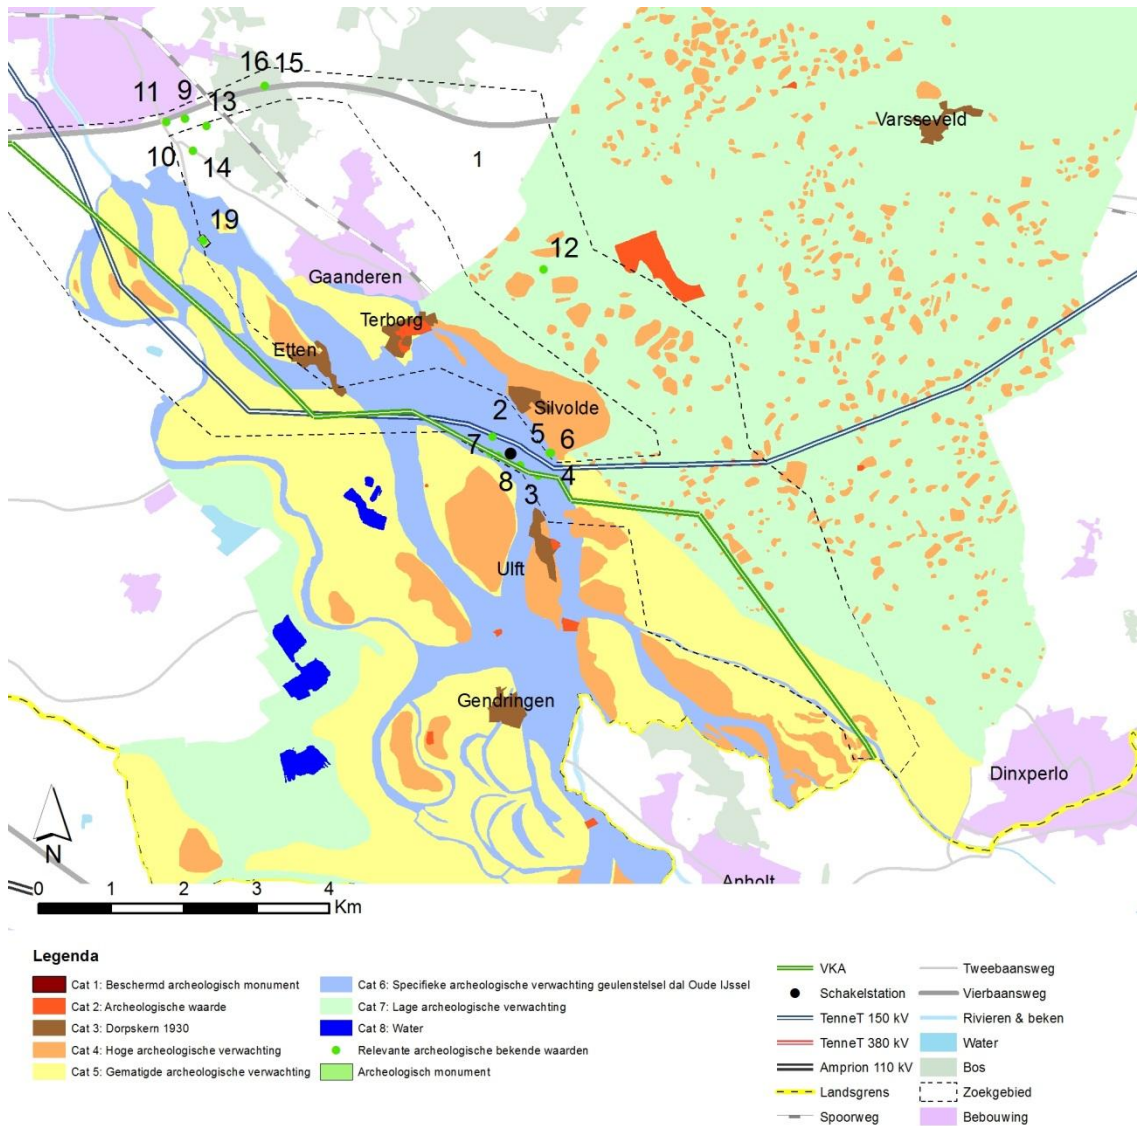 16 15
11 9 13
Varsseveld
10 14
1
19
12
Gaanderen
Terborg
Etten
Silvolde
2
5 6
7
8 3 4
Ulft
Gendringen
Dinxperlo
Anholt
N
0 1 2 3 4
Km
Legenda
Cat 1: Beschermd archeologisch monument
Cat 2: Archeologische waarde
Cat 3: Dorpskern 1930
Cat 4: Hoge archeologische verwachting
Cat 5: Gematigde archeologische verwachting
Cat 6: Specifieke archeologische verwachting geulenstelsel dal Oude IJssel
Cat 7: Lage archeologische verwachting
Cat 8: Water
Relevante archeologische bekende waarden
Archeologisch monument
VKA
Schakelstation
TenneT 150 kV
TenneT 380 kV
Amprion 110 kV
Landsgrens
Spoorweg
Tweebaansweg
Vierbaansweg
Rivieren & beken
Water
Bos
Zoekgebied
Bebouwing